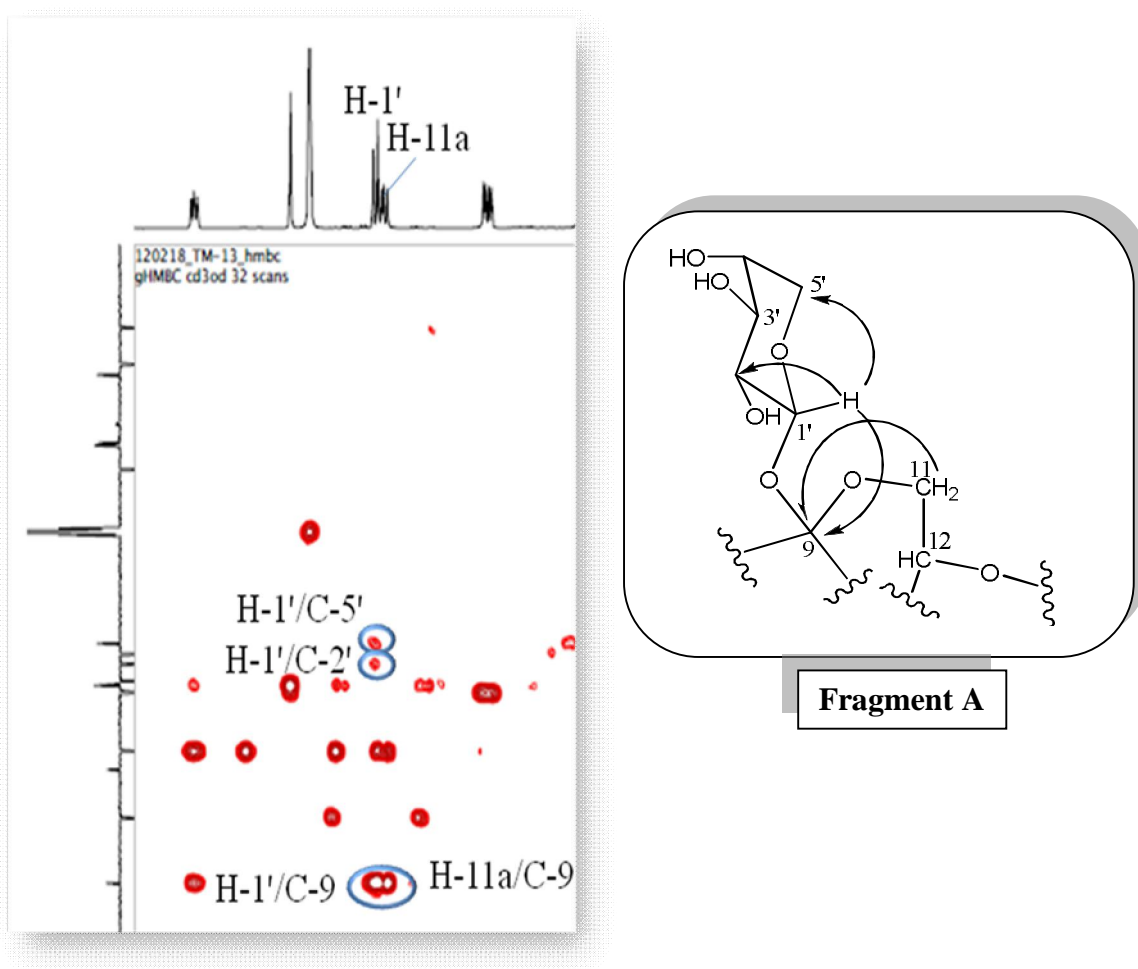 H-1'
H-11a
120218_TM-13_hmbc
gHMBC cd3od 32 scans
H-1'/C-5'
H-1'/C-2'
H-1'/C-9
H-11a/C-9
HO
HO
5'
3'
O
H
OH
1'
O
O
11
CH2
9
12
HC
O
Fragment A